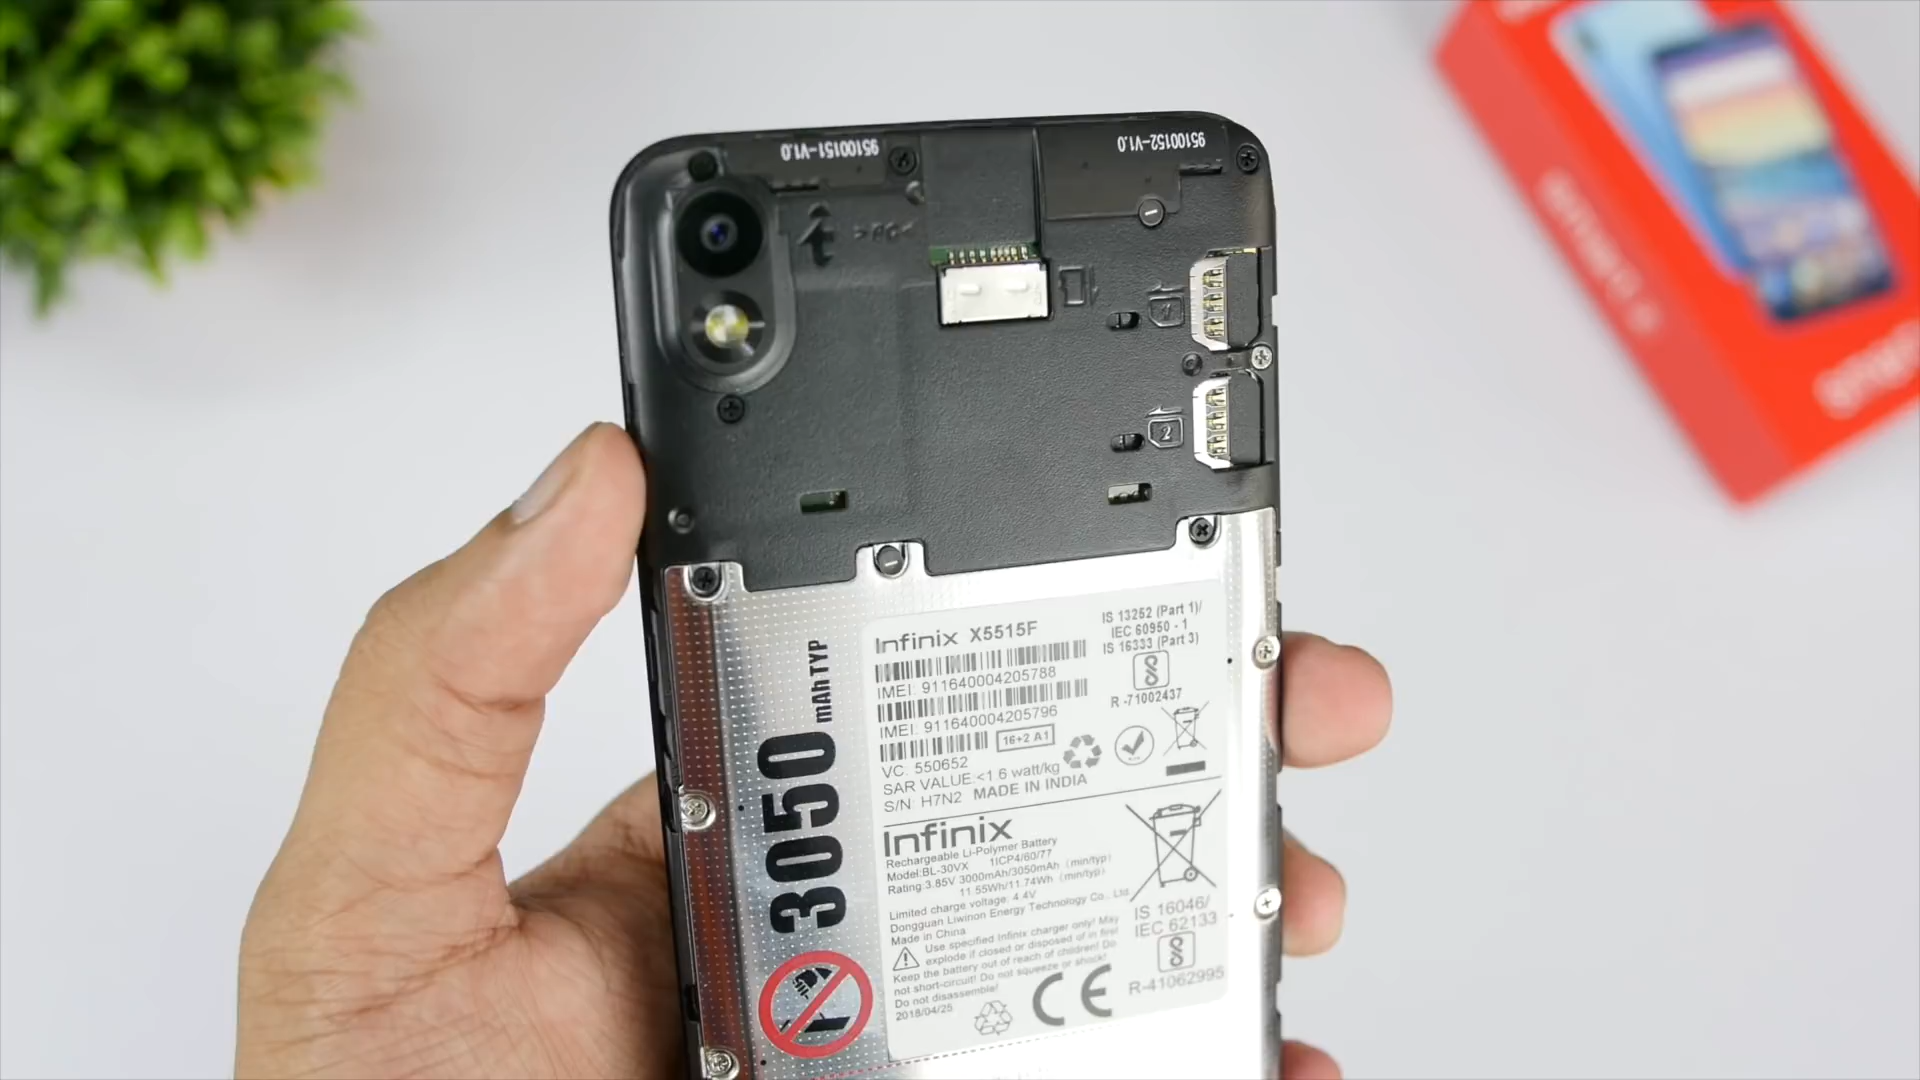 95100151-V1.0
95100152-V1.0
1
2
Infinix X5515F
IMEI: 911640004205788
IMEI: 911640004205796
16+2 A1
VC: 550652
SAR VALUE:<1.6 watt/kg
S/N: H7N2 MADE IN INDIA
IS 13252 (Part 1)/
IEC 60950 - 1
IS 16333 (Part 3)
R -71002437
3050 mAh TYP
Infinix
Rechargeable Li-Polymer Battery
Model:BL-30VX 1ICP4/60/77
Rating:3.85V 3000mAh/3050mAh (min/typ)
11.55Wh/11.74Wh (min/typ)
Limited charge voltage: 4.4V
Dongguan Liwinon Energy Technology Co., Ltd.
Made in China
Use specified Infinix charger only! May
explode if closed or disposed of in fire!
Keep the battery out of reach of children! Do
not short-circuit! Do not squeeze or shock!
Do not disassemble!
2018/04/25
CE
IS 16046/
IEC 62133
R-41062995